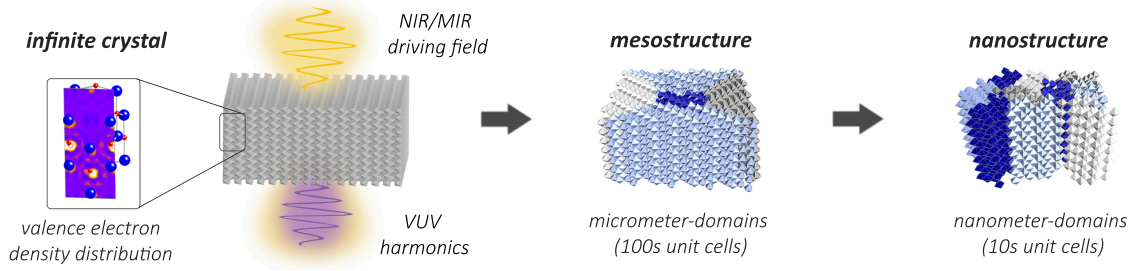 infinite crystal
NIR/MIR
driving field
valence electron
density distribution
VUV
harmonics
mesostructure
micrometer-domains
(100s unit cells)
nanostructure
nanometer-domains
(10s unit cells)